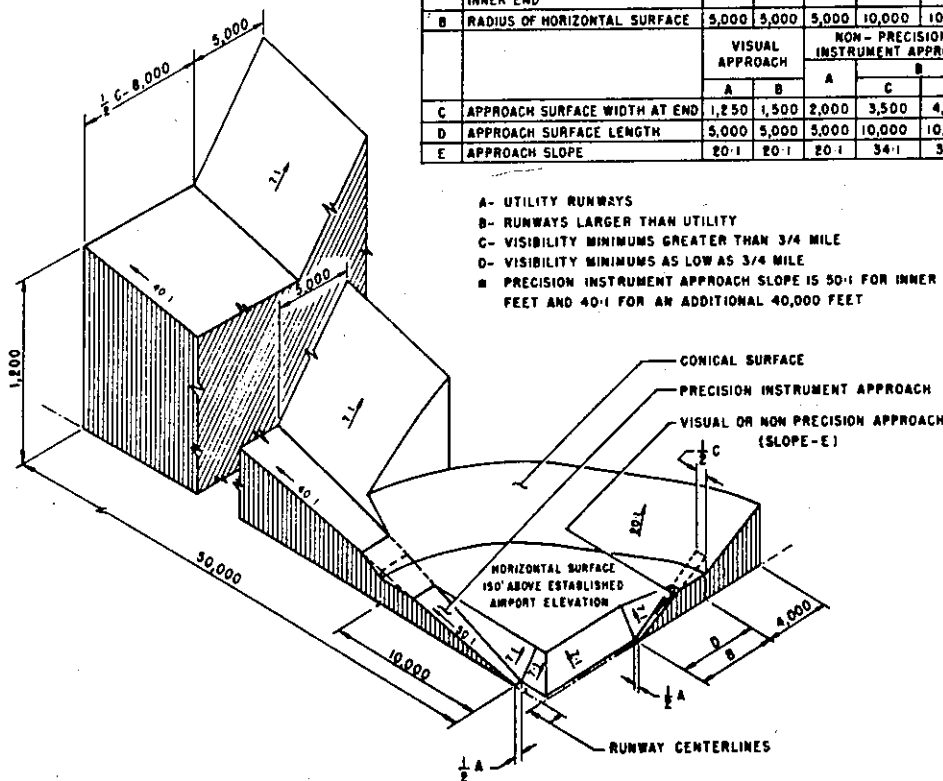 INNER END
B RADIUS OF HORIZONTAL SURFACE 5,000 5,000 5,000 10,000 10
VISUAL APPROACH
NON-PRECISION INSTRUMENT APPR
A
B
A B C
C APPROACH SURFACE WIDTH AT END 1,250 1,500 2,000 3,500 4,
D APPROACH SURFACE LENGTH 5,000 5,000 5,000 10,000 10,
E APPROACH SLOPE 20:1 20:1 20:1 34:1 3
A- UTILITY RUNWAYS
B- RUNWAYS LARGER THAN UTILITY
C- VISIBILITY MINIMUMS GREATER THAN 3/4 MILE
D- VISIBILITY MINIMUMS AS LOW AS 3/4 MILE
PRECISION INSTRUMENT APPROACH SLOPE IS 50:1 FOR INNER
FEET AND 40:1 FOR AN ADDITIONAL 40,000 FEET
5,000
1/2 C-8,000
7:1
40:1
5,000
1,200
7:1
40:1
CONICAL SURFACE
PRECISION INSTRUMENT APPROACH
VISUAL OR NON PRECISION APPROACH
(SLOPE-E)
1/2 C
20:1
HORIZONTAL SURFACE
150' ABOVE ESTABLISHED
AIRPORT ELEVATION
50:1
7:1
7:1
7:1
7:1
50,000
10,000
4,000
D
B
1/2 A
1/2 A
RUNWAY CENTERLINES